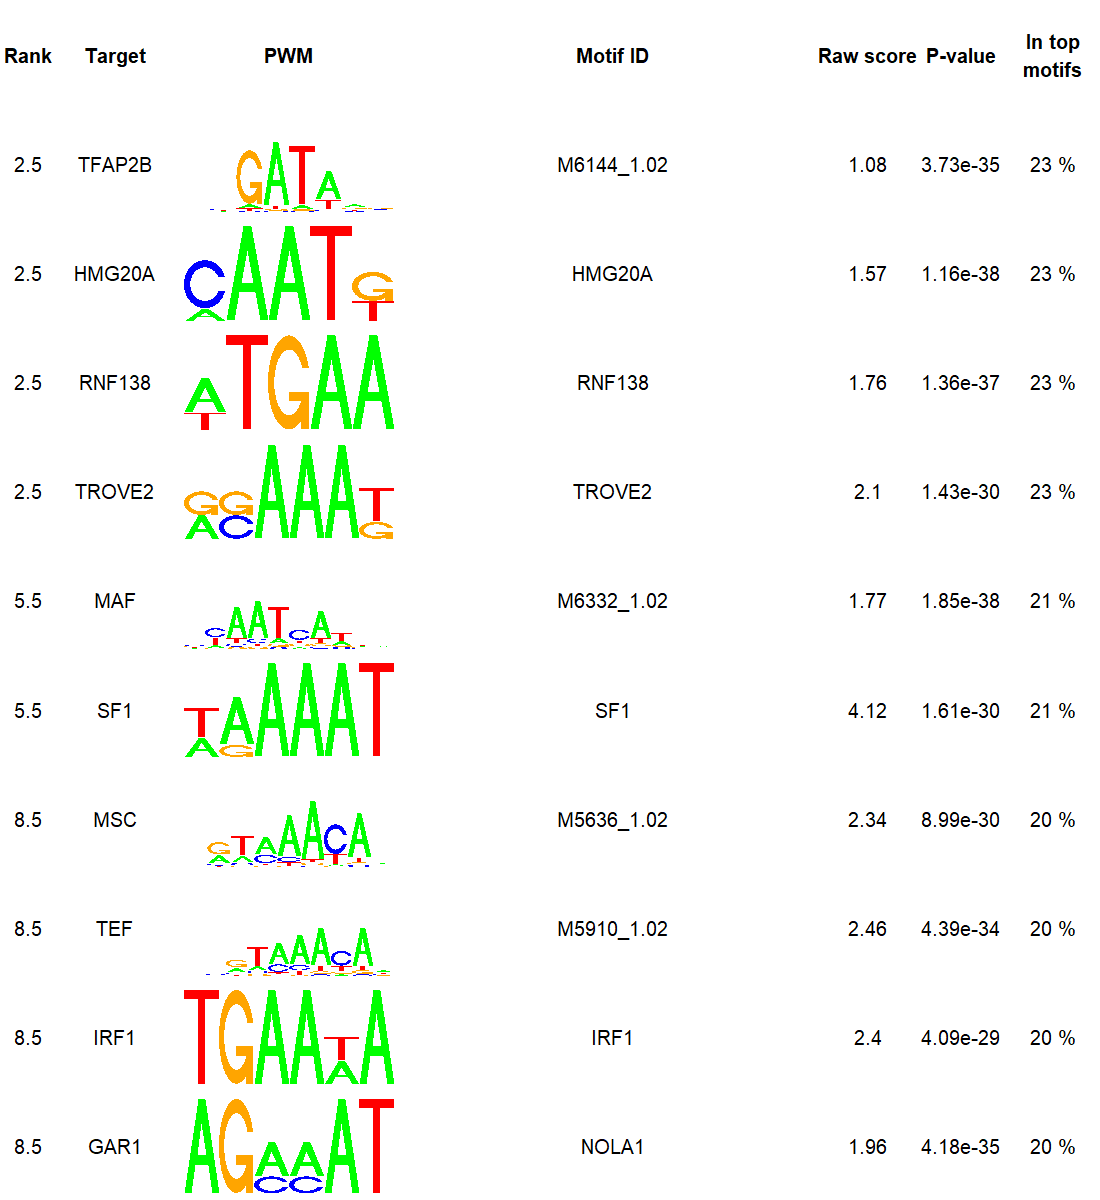 Rank Target PWM Motif ID Raw score P-value In top motifs
2.5 TFAP2B GATA M6144_1.02 1.08 3.73e-35 23 %
2.5 HMG20A CAATG A T HMG20A 1.57 1.16e-38 23 %
2.5 RNF138 ATGAA T RNF138 1.76 1.36e-37 23 %
2.5 TROVE2 GGAAAT A C G TROVE2 2.1 1.43e-30 23 %
5.5 MAF CAATCAT M6332_1.02 1.77 1.85e-38 21 %
5.5 SF1 TAAAAT A G SF1 4.12 1.61e-30 21 %
8.5 MSC GTAAACA M5636_1.02 2.34 8.99e-30 20 %
8.5 TEF GTAAACA M5910_1.02 2.46 4.39e-34 20 %
8.5 IRF1 TGAATA A IRF1 2.4 4.09e-29 20 %
8.5 GAR1 AGAAAT C C NOLA1 1.96 4.18e-35 20 %